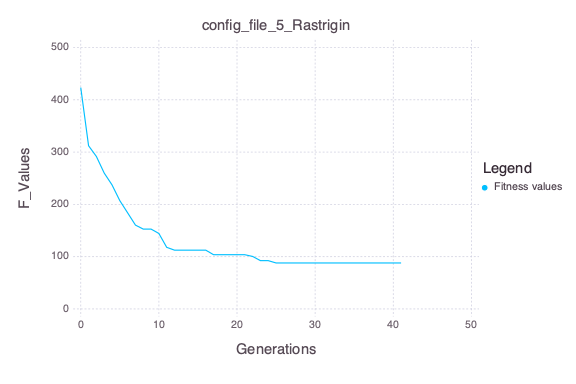 config_file_5_Rastrigin
500
400
300
200
100
0
F_Values
0 10 20 30 40 50
Generations
Legend
Fitness values